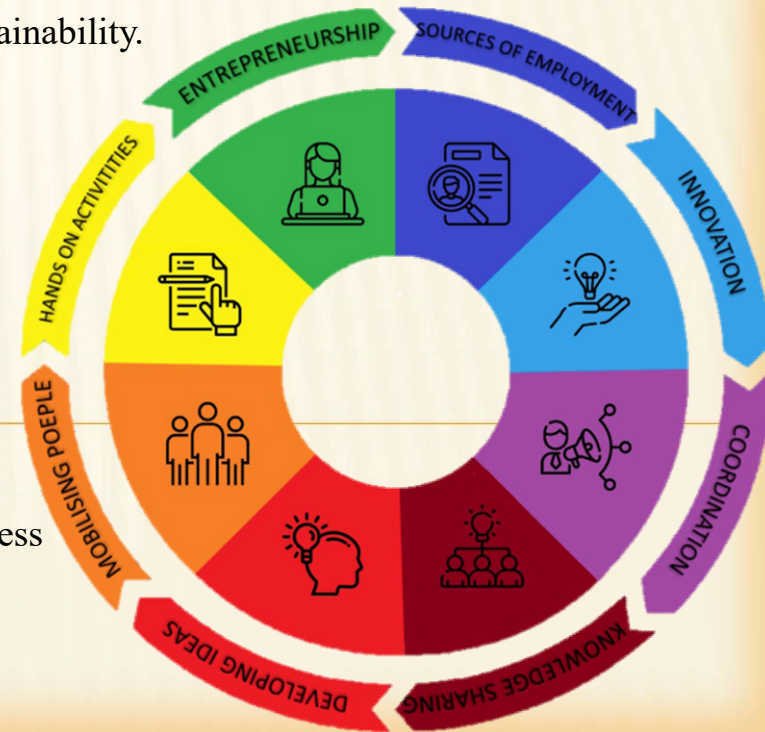 ainability.
ENTREPRENEURSHIP
SOURCES OF EMPLOYMENT
INNOVATION
COORDINATION
KNOWLEDGE SHARING
DEVELOPING IDEAS
MOBILISING POEPLE
HANDS ON ACTIVITITIES
ess